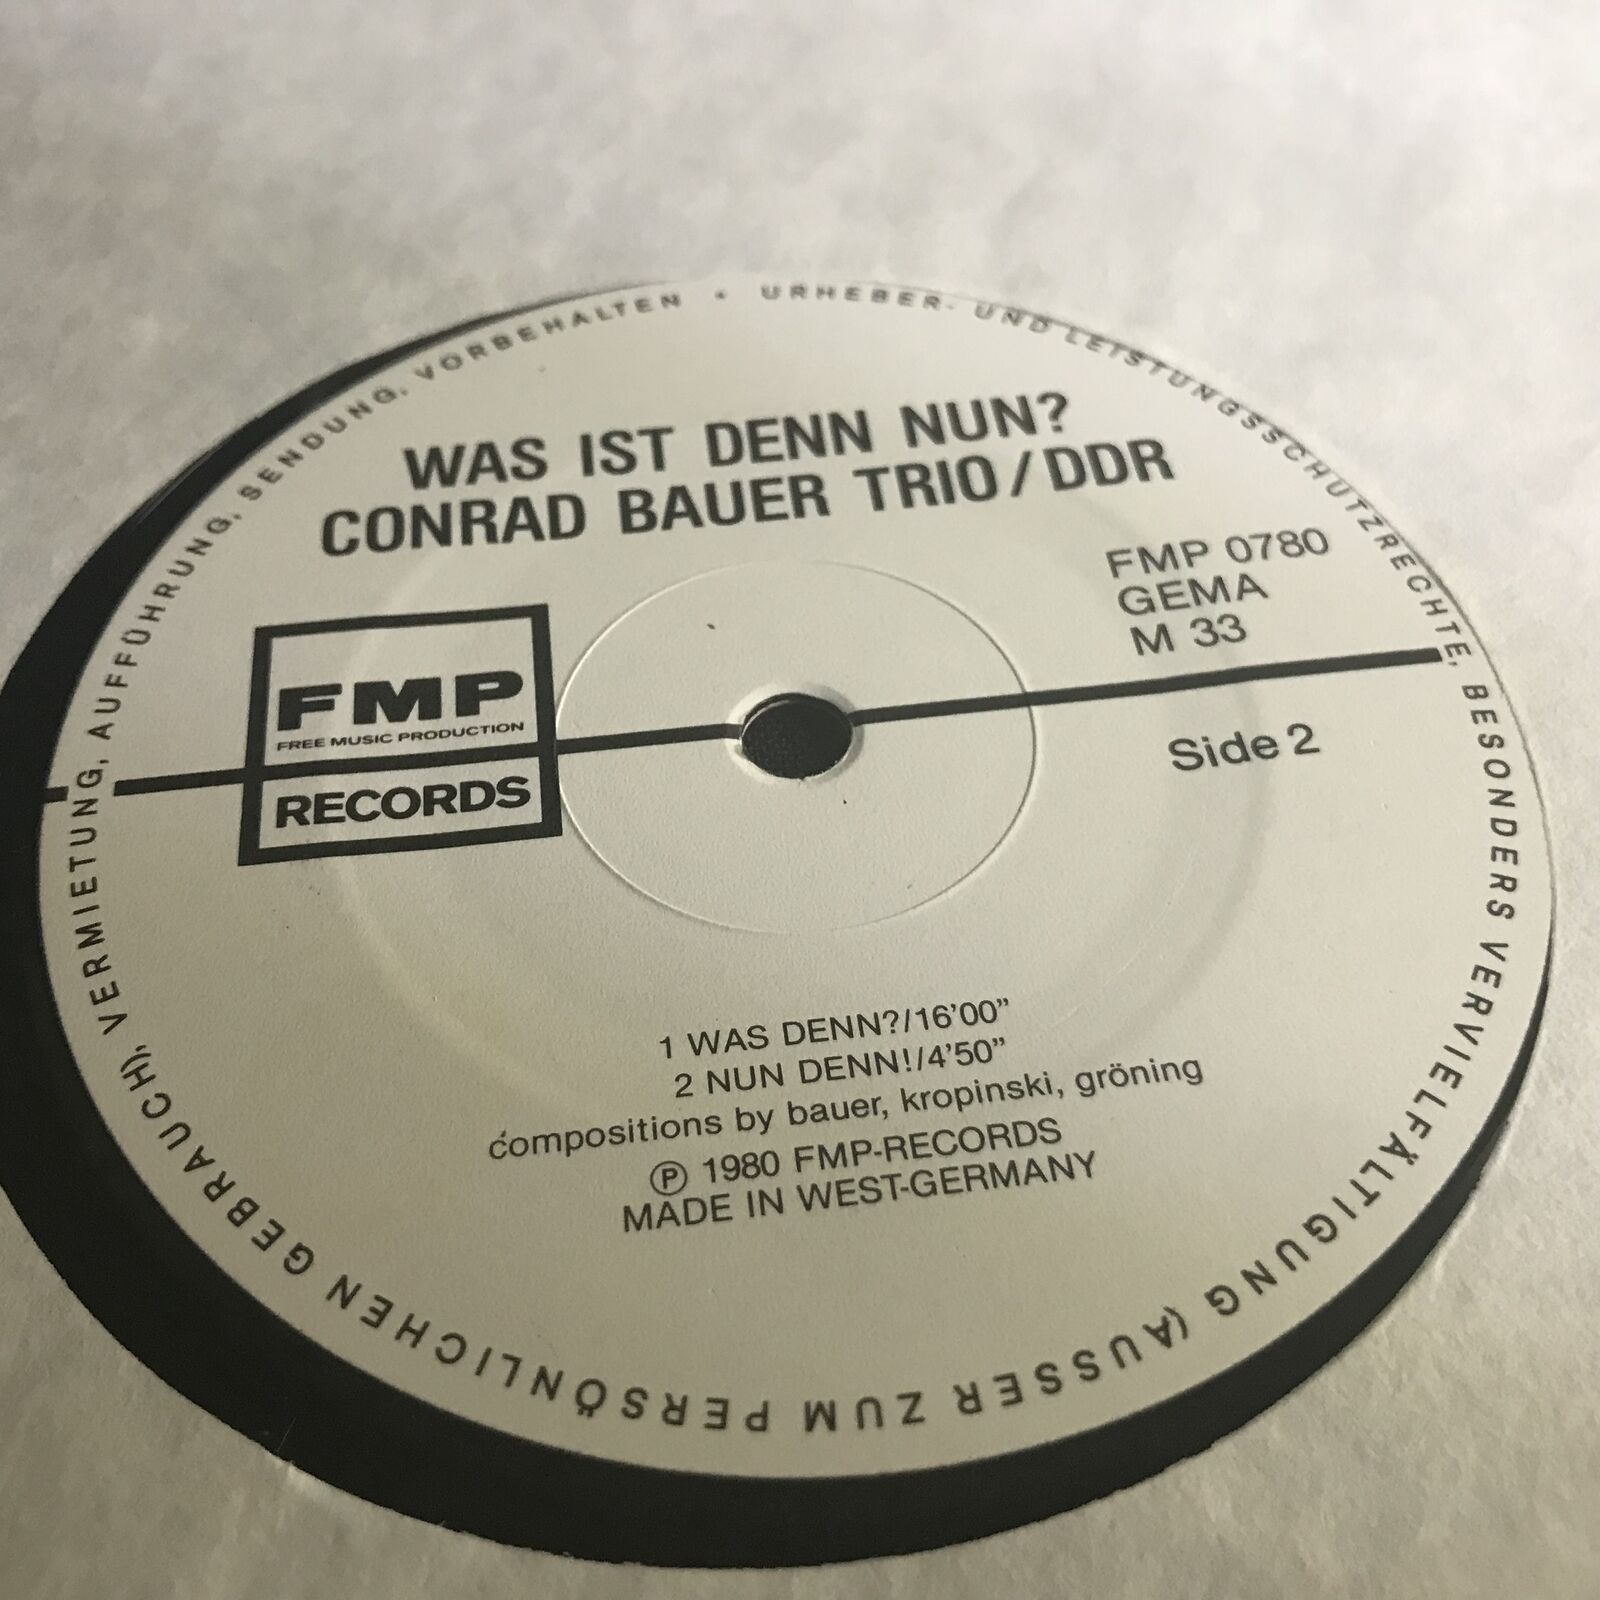 WAS IST DENN NUN?
CONRAD BAUER TRIO / DDR
FMP 0780
GEMA
M 33
FMP
FREE MUSIC PRODUCTION
RECORDS
Side 2
1 WAS DENN?/16'00”
2 NUN DENN!/4'50”
compositions by bauer, kropinski, gröning
Ⓟ 1980 FMP-RECORDS
MADE IN WEST-GERMANY
URHEBER- UND LEISTUNGSSCHUTZRECHTE, BESONDERS VERVIELFÄLTIGUNG (AUSSER ZUM PERSÖNLICHEN GEBRAUCH), VERMIETUNG, AUFFÜHRUNG, SENDUNG, VORBEHALTEN •